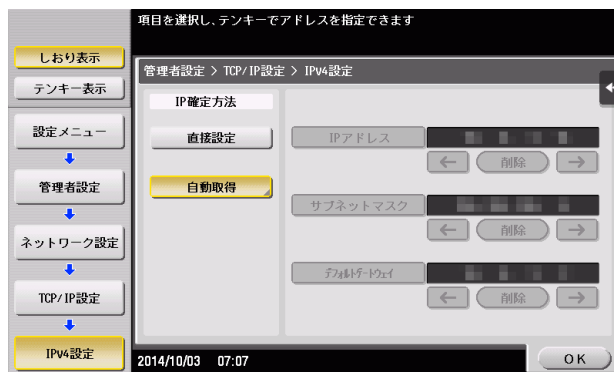 項目を選択し、テンキーでアドレスを指定できます
しおり表示
テンキー表示
設定メニュー
管理者設定
ネットワーク設定
TCP/IP設定
IPv4設定
管理者設定 > TCP/IP設定 > IPv4設定
IP確定方法
直接設定
自動取得
IPアドレス
← 削除 →
サブネットマスク
← 削除 →
デフォルトゲートウェイ
← 削除 →
2014/10/03 07:07
OK